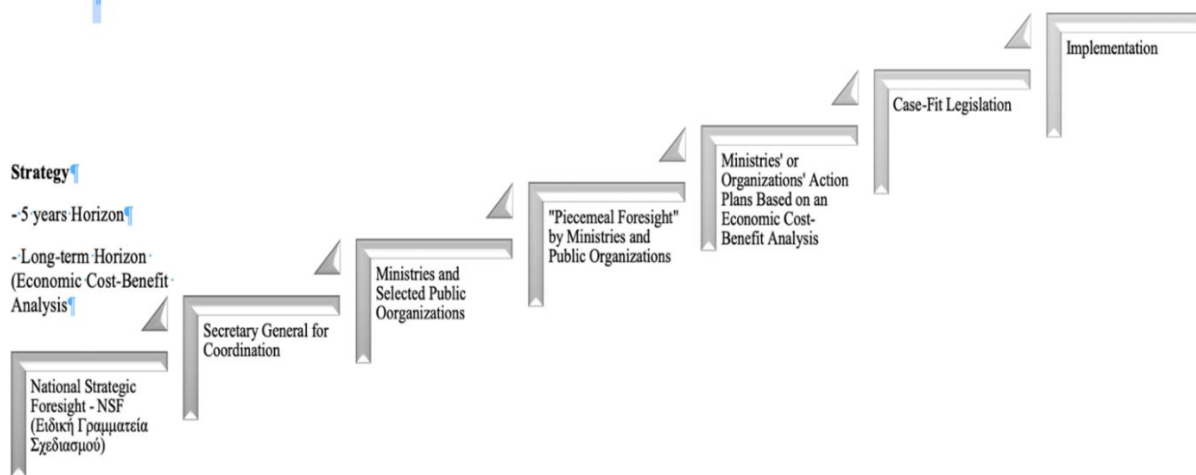 Strategy¶
- 5 years Horizon¶
- Long-term Horizon
(Economic Cost-Benefit
Analysis¶
National Strategic
Foresight - NSF
(Ειδική Γραμματεία
Σχεδιασμού)
Secretary General for
Coordination
Ministries and
Selected Public
Oorganizations
"Piecemeal Foresight"
by Ministries and
Public Organizations
Ministries' or
Organizations' Action
Plans Based on an
Economic Cost-
Benefit Analysis
Case-Fit Legislation
Implementation